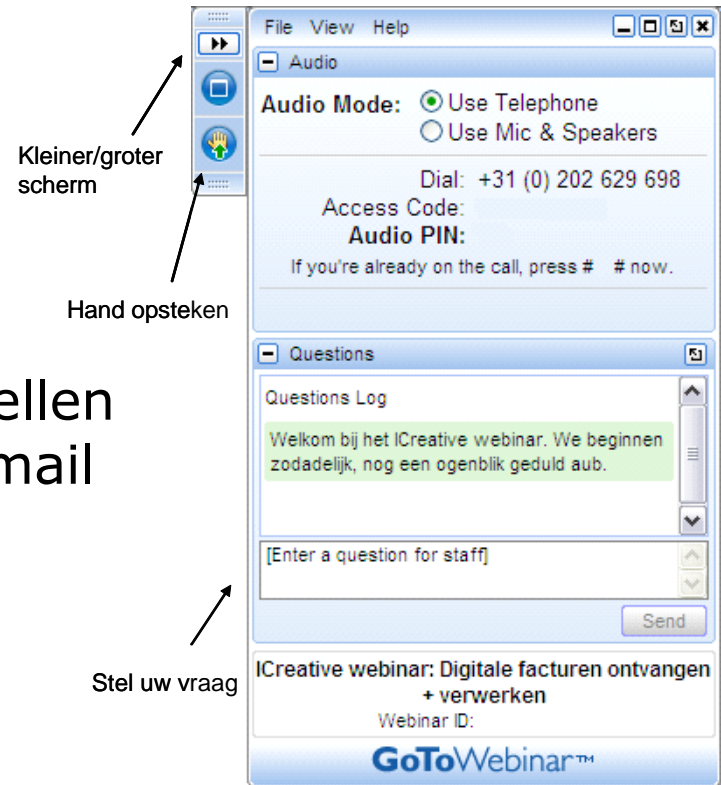 File View Help
Audio
Audio Mode: Use Telephone
Use Mic & Speakers
Dial: +31 (0) 202 629 698
Access Code:
Audio PIN:
If you're already on the call, press # # now.
Kleiner/groter
scherm
Hand opsteken
ellen
mail
Questions
Questions Log
Welkom bij het ICreative webinar. We beginnen
zodadelijk, nog een ogenblik geduld aub.
[Enter a question for staff]
Send
Stel uw vraag
ICreative webinar: Digitale facturen ontvangen
+ verwerken
Webinar ID:
GoToWebinar™